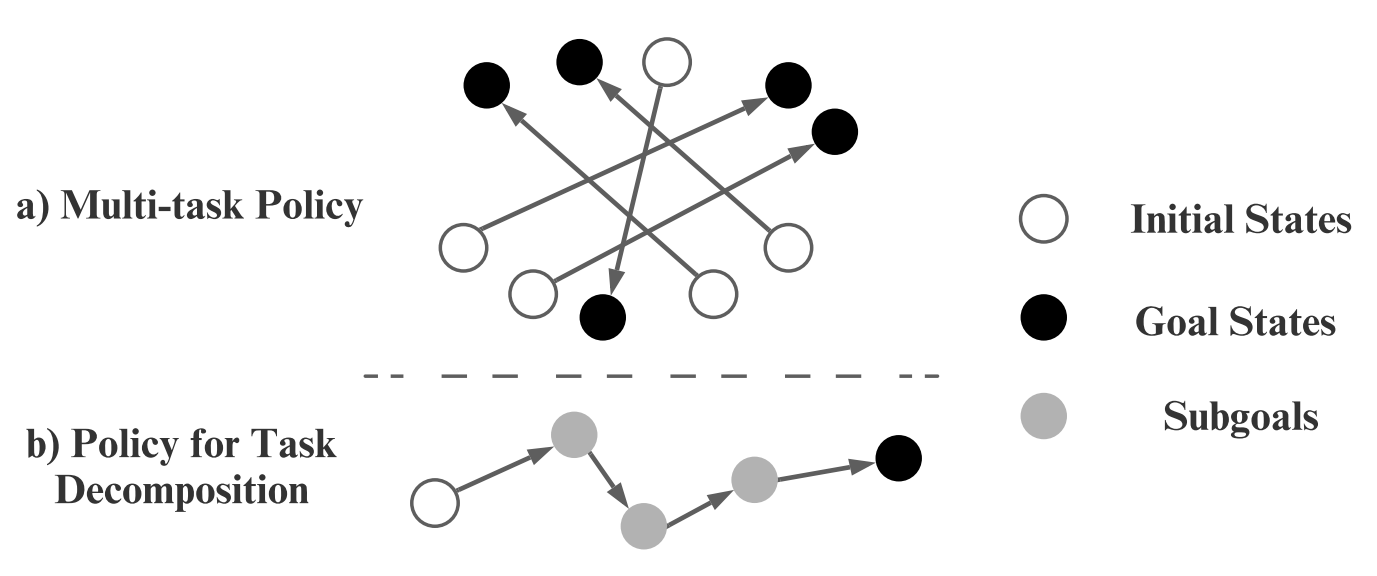 a) Multi-task Policy
Initial States
Goal States
Subgoals
b) Policy for Task
Decomposition